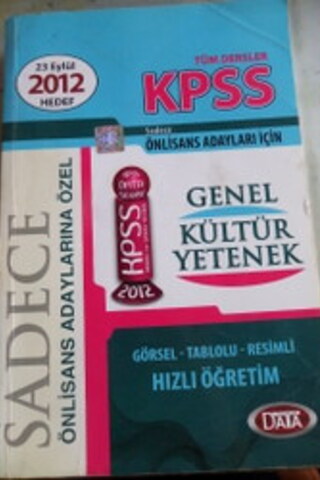 23 Eylül
2012
HEDEF
TÜM DERSLER
KPSS
Sadece
ÖNLİSANS ADAYLARI İÇİN
SADECE
ÖNLİSANS ADAYLARINA ÖZEL
KPSS
2012
GENEL
KÜLTÜR
YETENEK
GÖRSEL - TABLOLU - RESİMLİ
HIZLI ÖĞRETİM
DATA